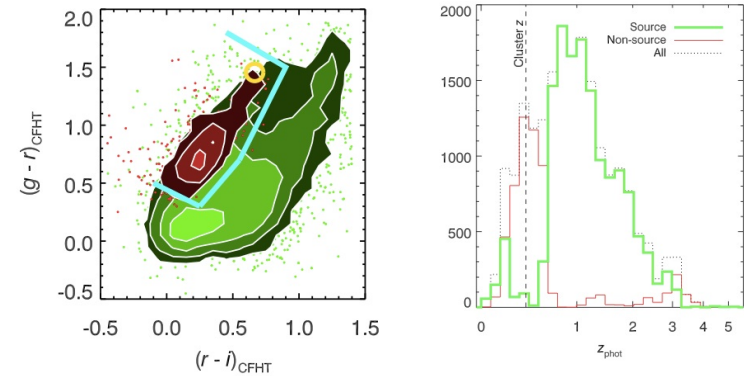 2.0
1.5
1.0
0.5
0.0
-0.5
(g - r)CFHT
-0.5 0.0 0.5 1.0 1.5
(r - i)CFHT
2000
1500
1000
500
0
Source
Non-source
All
Cluster z
0 1 2 3 4 5
zphot